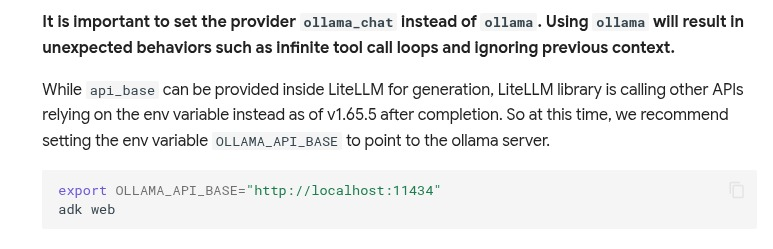 It is important to set the provider ollama_chat instead of ollama. Using ollama will result in
unexpected behaviors such as infinite tool call loops and ignoring previous context.
While api_base can be provided inside LiteLLM for generation, LiteLLM library is calling other APIs
relying on the env variable instead as of v1.65.5 after completion. So at this time, we recommend
setting the env variable OLLAMA_API_BASE to point to the ollama server.
export OLLAMA_API_BASE="http://localhost:11434"
adk web